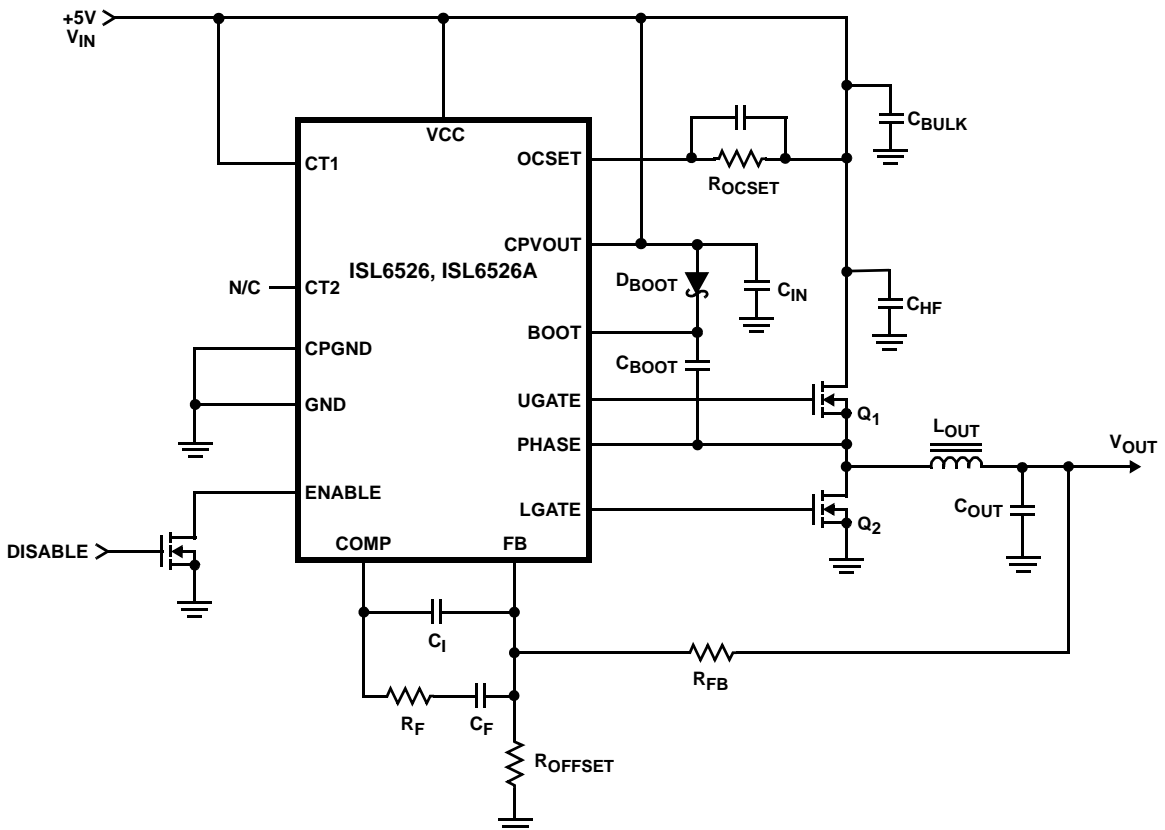 +5V
VIN
VCC
CT1
OCSET
ROCSET
CBULK
CPVOUT
ISL6526, ISL6526A
DBOOT
CIN
N/C
CT2
CHF
BOOT
CPGND
CBOOT
GND
UGATE
Q1
PHASE
LOUT
VOUT
ENABLE
LGATE
Q2
COUT
DISABLE
COMP
FB
CI
RFB
RF
CF
ROFFSET